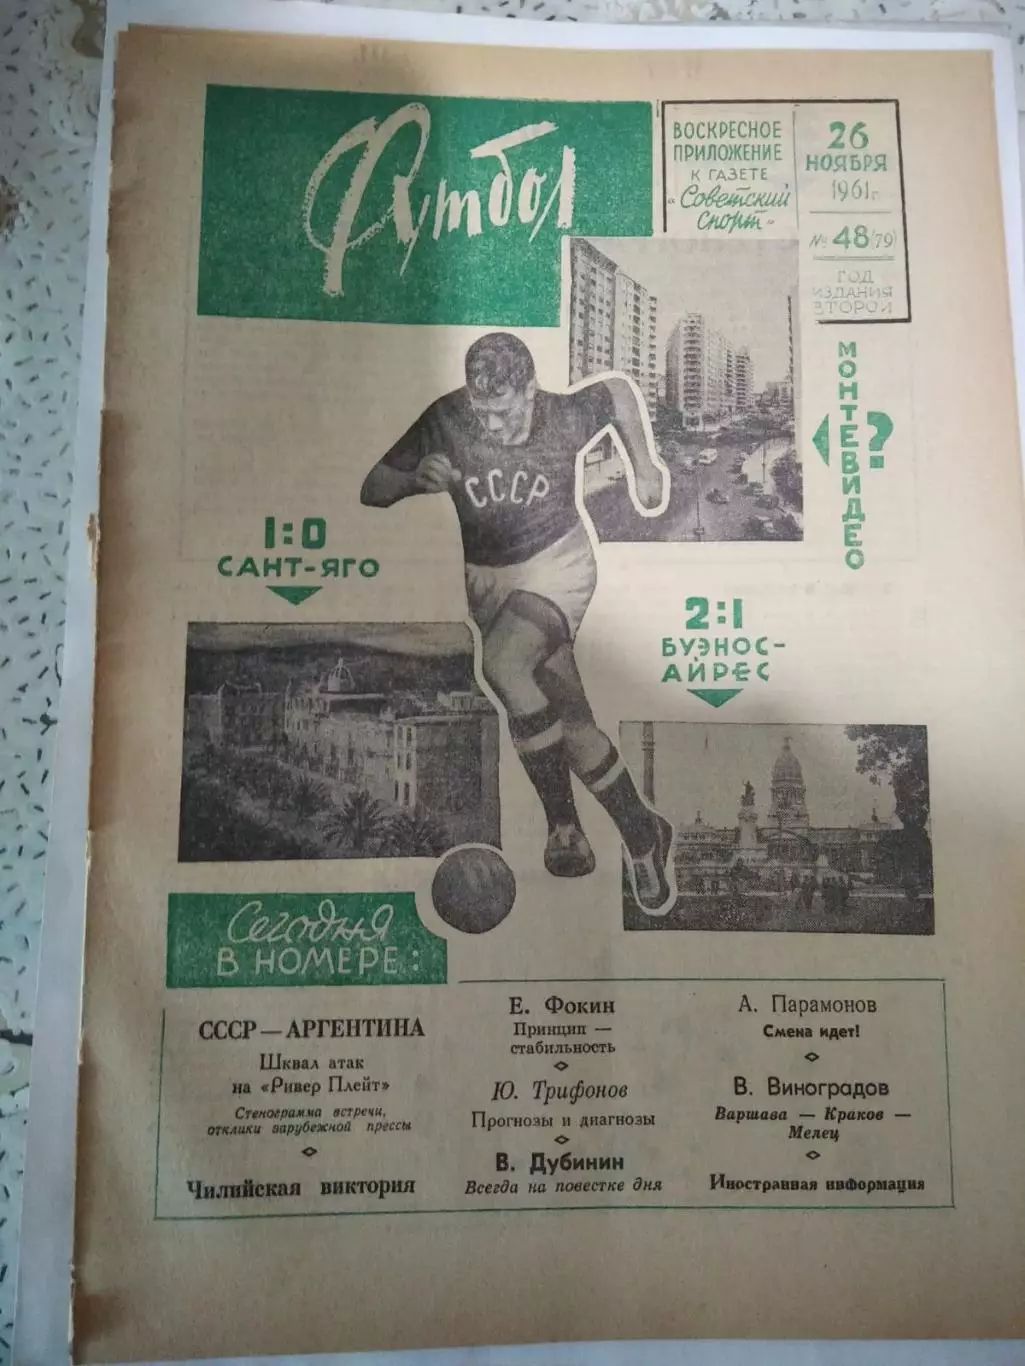 Футбол
ВОСКРЕСНОЕ
ПРИЛОЖЕНИЕ
К ГАЗЕТЕ
"Советский
спорт"
26
НОЯБРЯ
1961 г.
№ 48 (79)
ГОД
ИЗДАНИЯ
ВТОРОЙ
МОНТЕВИДЕО
?
СССР
1:0
САНТ-ЯГО
2:1
БУЭНОС-
АЙРЕС
Сегодня
В НОМЕРЕ:
СССР—АРГЕНТИНА
Шквал атак
на «Ривер Плейт»
Стенограмма встречи,
отклики зарубежной прессы
Чилийская виктория
Е. Фокин
Принцип —
стабильность
Ю. Трифонов
Прогнозы и диагнозы
В. Дубинин
Всегда на повестке дня
А. Парамонов
Смена идет!
В. Виноградов
Варшава — Краков —
Мелец
Иностранная информация